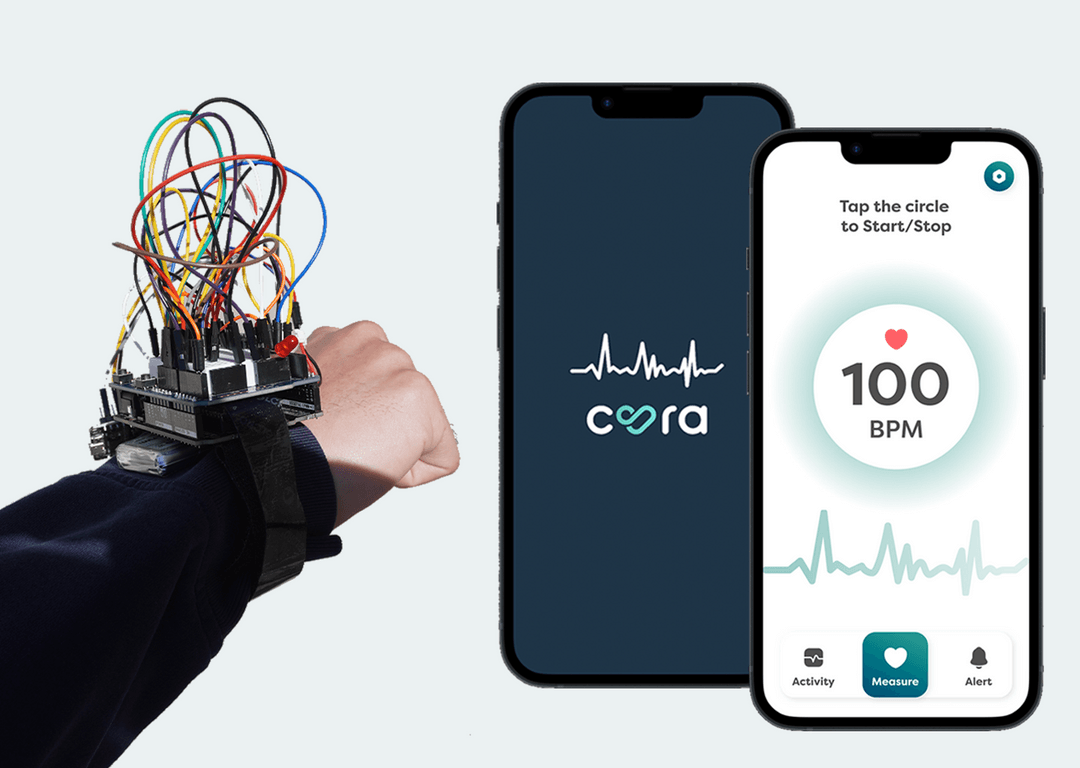 cora
Tap the circle
to Start/Stop
100
BPM
Activity
Measure
Alert